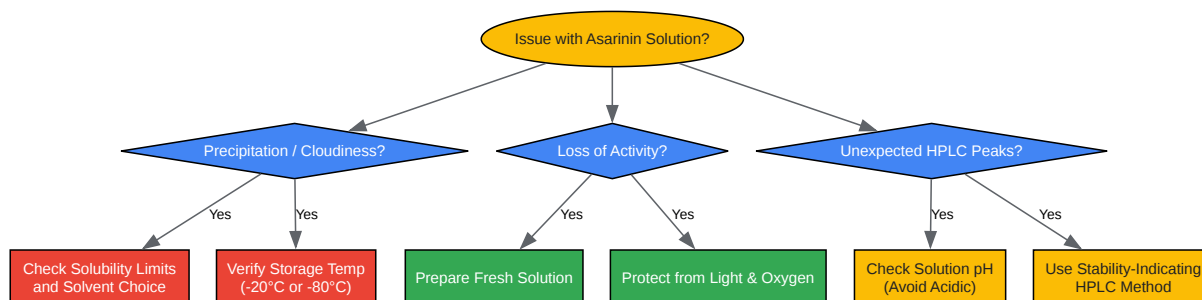 Issue with Asarinin Solution?
Precipitation / Cloudiness?
Loss of Activity?
Unexpected HPLC Peaks?
Yes
Yes
Yes
Yes
Yes
Yes
Check Solubility Limits
and Solvent Choice
Verify Storage Temp
(-20°C or -80°C)
Prepare Fresh Solution
Protect from Light & Oxygen
Check Solution pH
(Avoid Acidic)
Use Stability-Indicating
HPLC Method